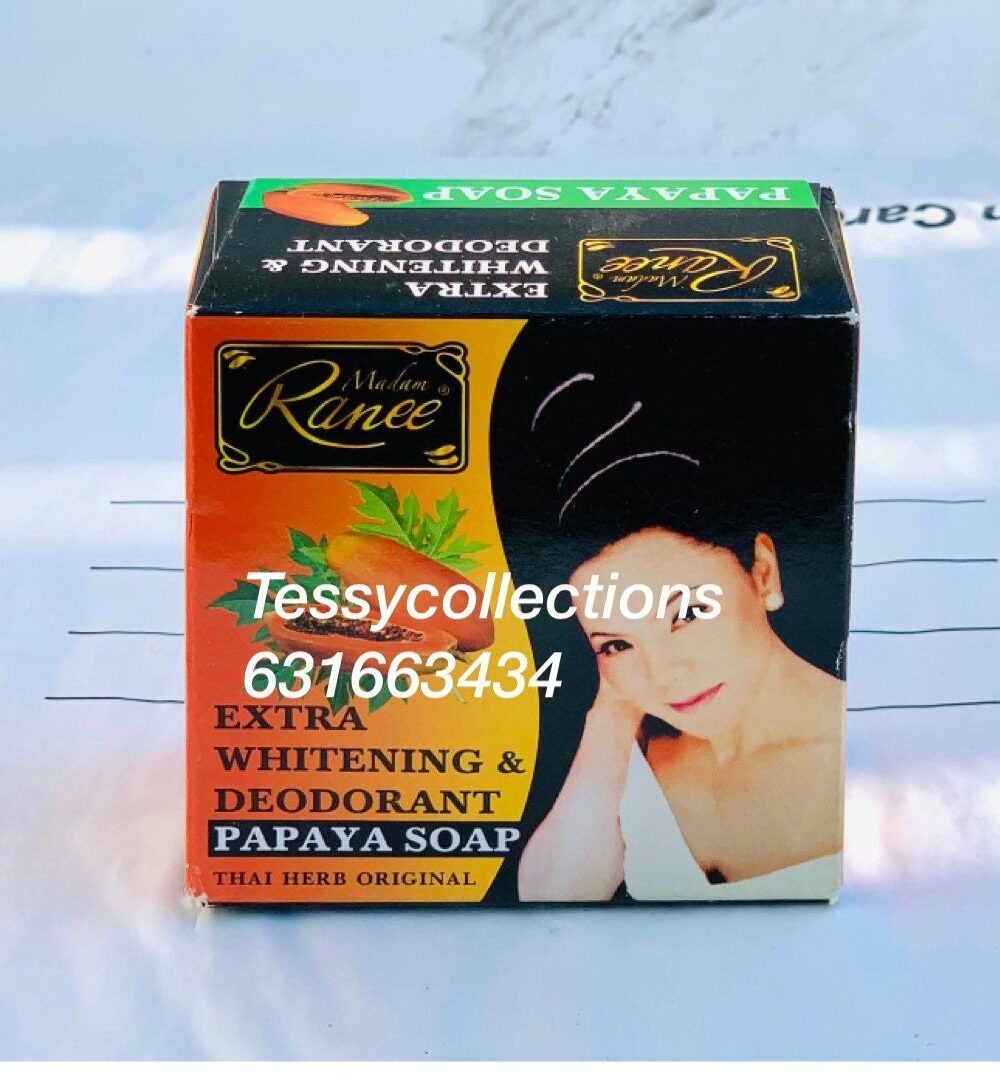 PAPAYA SOAP
EXTRA
WHITENING &
DEODORANT
Madam
Ranee®
Madam
Ranee®
Tessycollections
631663434
EXTRA
WHITENING &
DEODORANT
PAPAYA SOAP
THAI HERB ORIGINAL